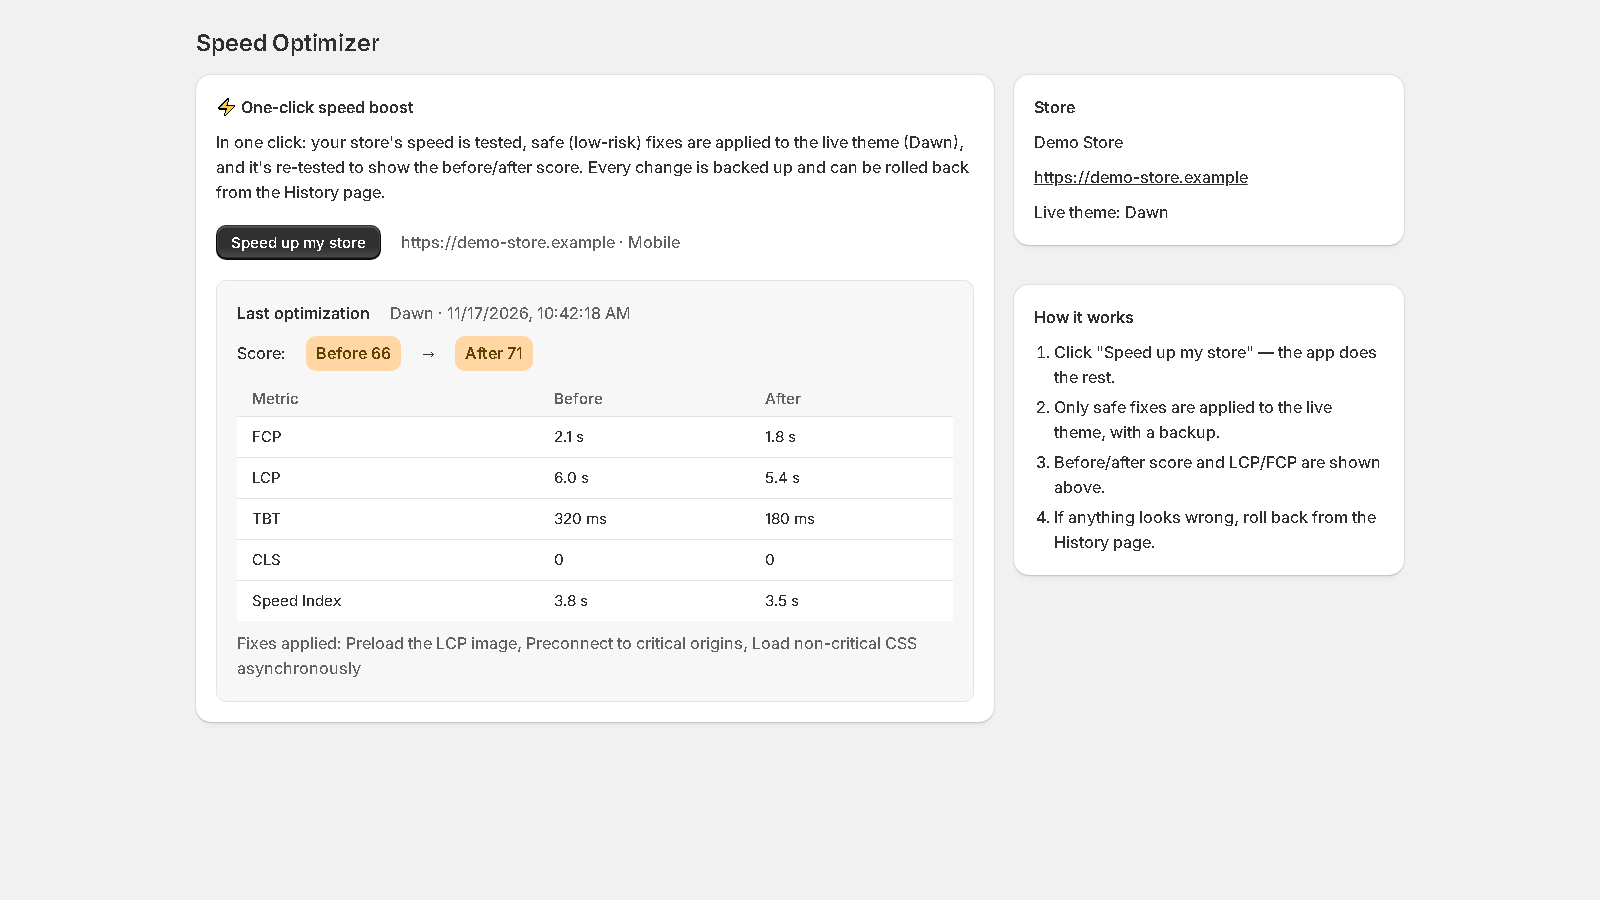 Speed Optimizer
⚡ One-click speed boost
In one click: your store's speed is tested, safe (low-risk) fixes are applied to the live theme (Dawn),
and it's re-tested to show the before/after score. Every change is backed up and can be rolled back
from the History page.
Speed up my store https://demo-store.example · Mobile
Last optimization Dawn · 11/17/2026, 10:42:18 AM
Score: Before 66 → After 71
Metric Before After
FCP 2.1 s 1.8 s
LCP 6.0 s 5.4 s
TBT 320 ms 180 ms
CLS 0 0
Speed Index 3.8 s 3.5 s
Fixes applied: Preload the LCP image, Preconnect to critical origins, Load non-critical CSS
asynchronously
Store
Demo Store
https://demo-store.example
Live theme: Dawn
How it works
1. Click "Speed up my store" — the app does
the rest.
2. Only safe fixes are applied to the live
theme, with a backup.
3. Before/after score and LCP/FCP are shown
above.
4. If anything looks wrong, roll back from the
History page.